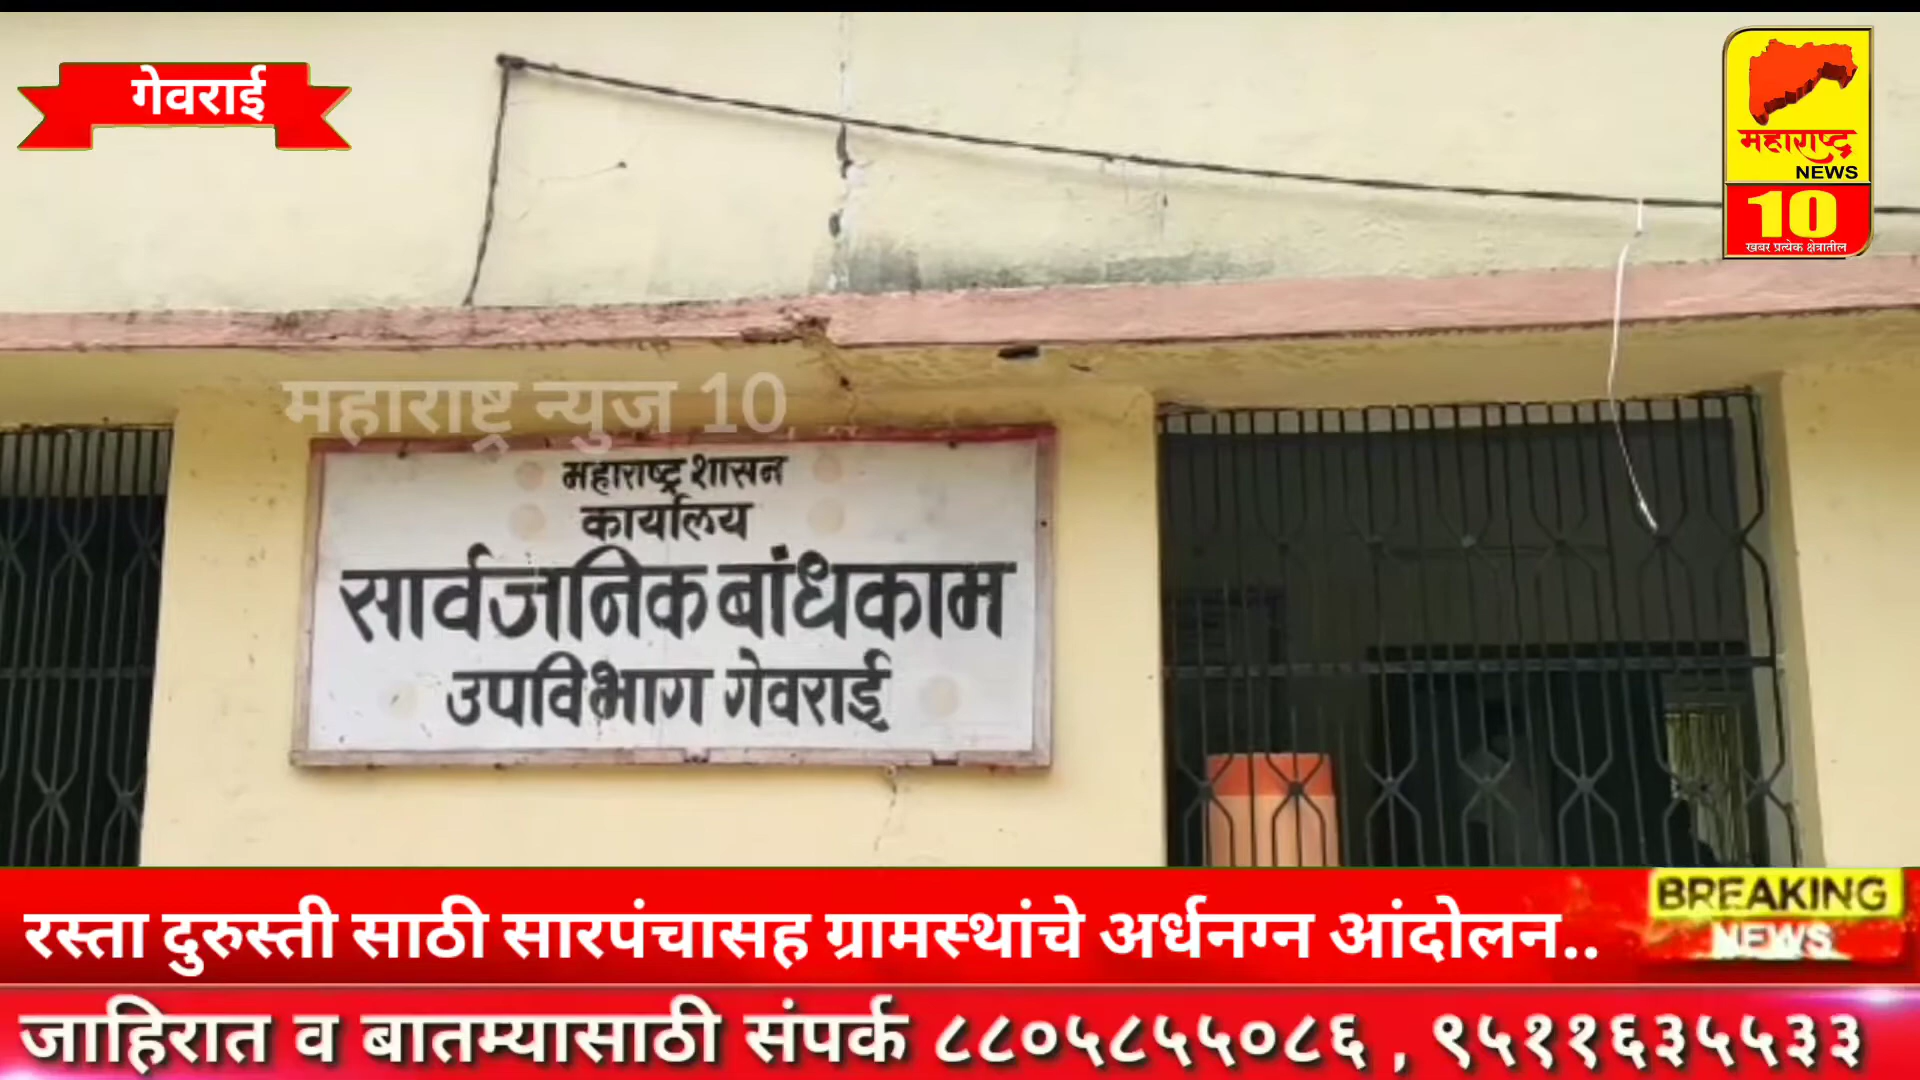 गेवराई
महाराष्ट्र
NEWS
10
खबर प्रत्येक क्षेत्रातील
महाराष्ट्र न्युज 10
महाराष्ट्र शासन
कार्यालय
सार्वजनिक बांधकाम
उपविभाग गेवराई
रस्ता दुरुस्ती साठी सारपंचासह ग्रामस्थांचे अर्धनग्न आंदोलन..
BREAKING
NEWS
जाहिरात व बातम्यासाठी संपर्क ८८०५८५५०८६ , ९५११६३५५३३